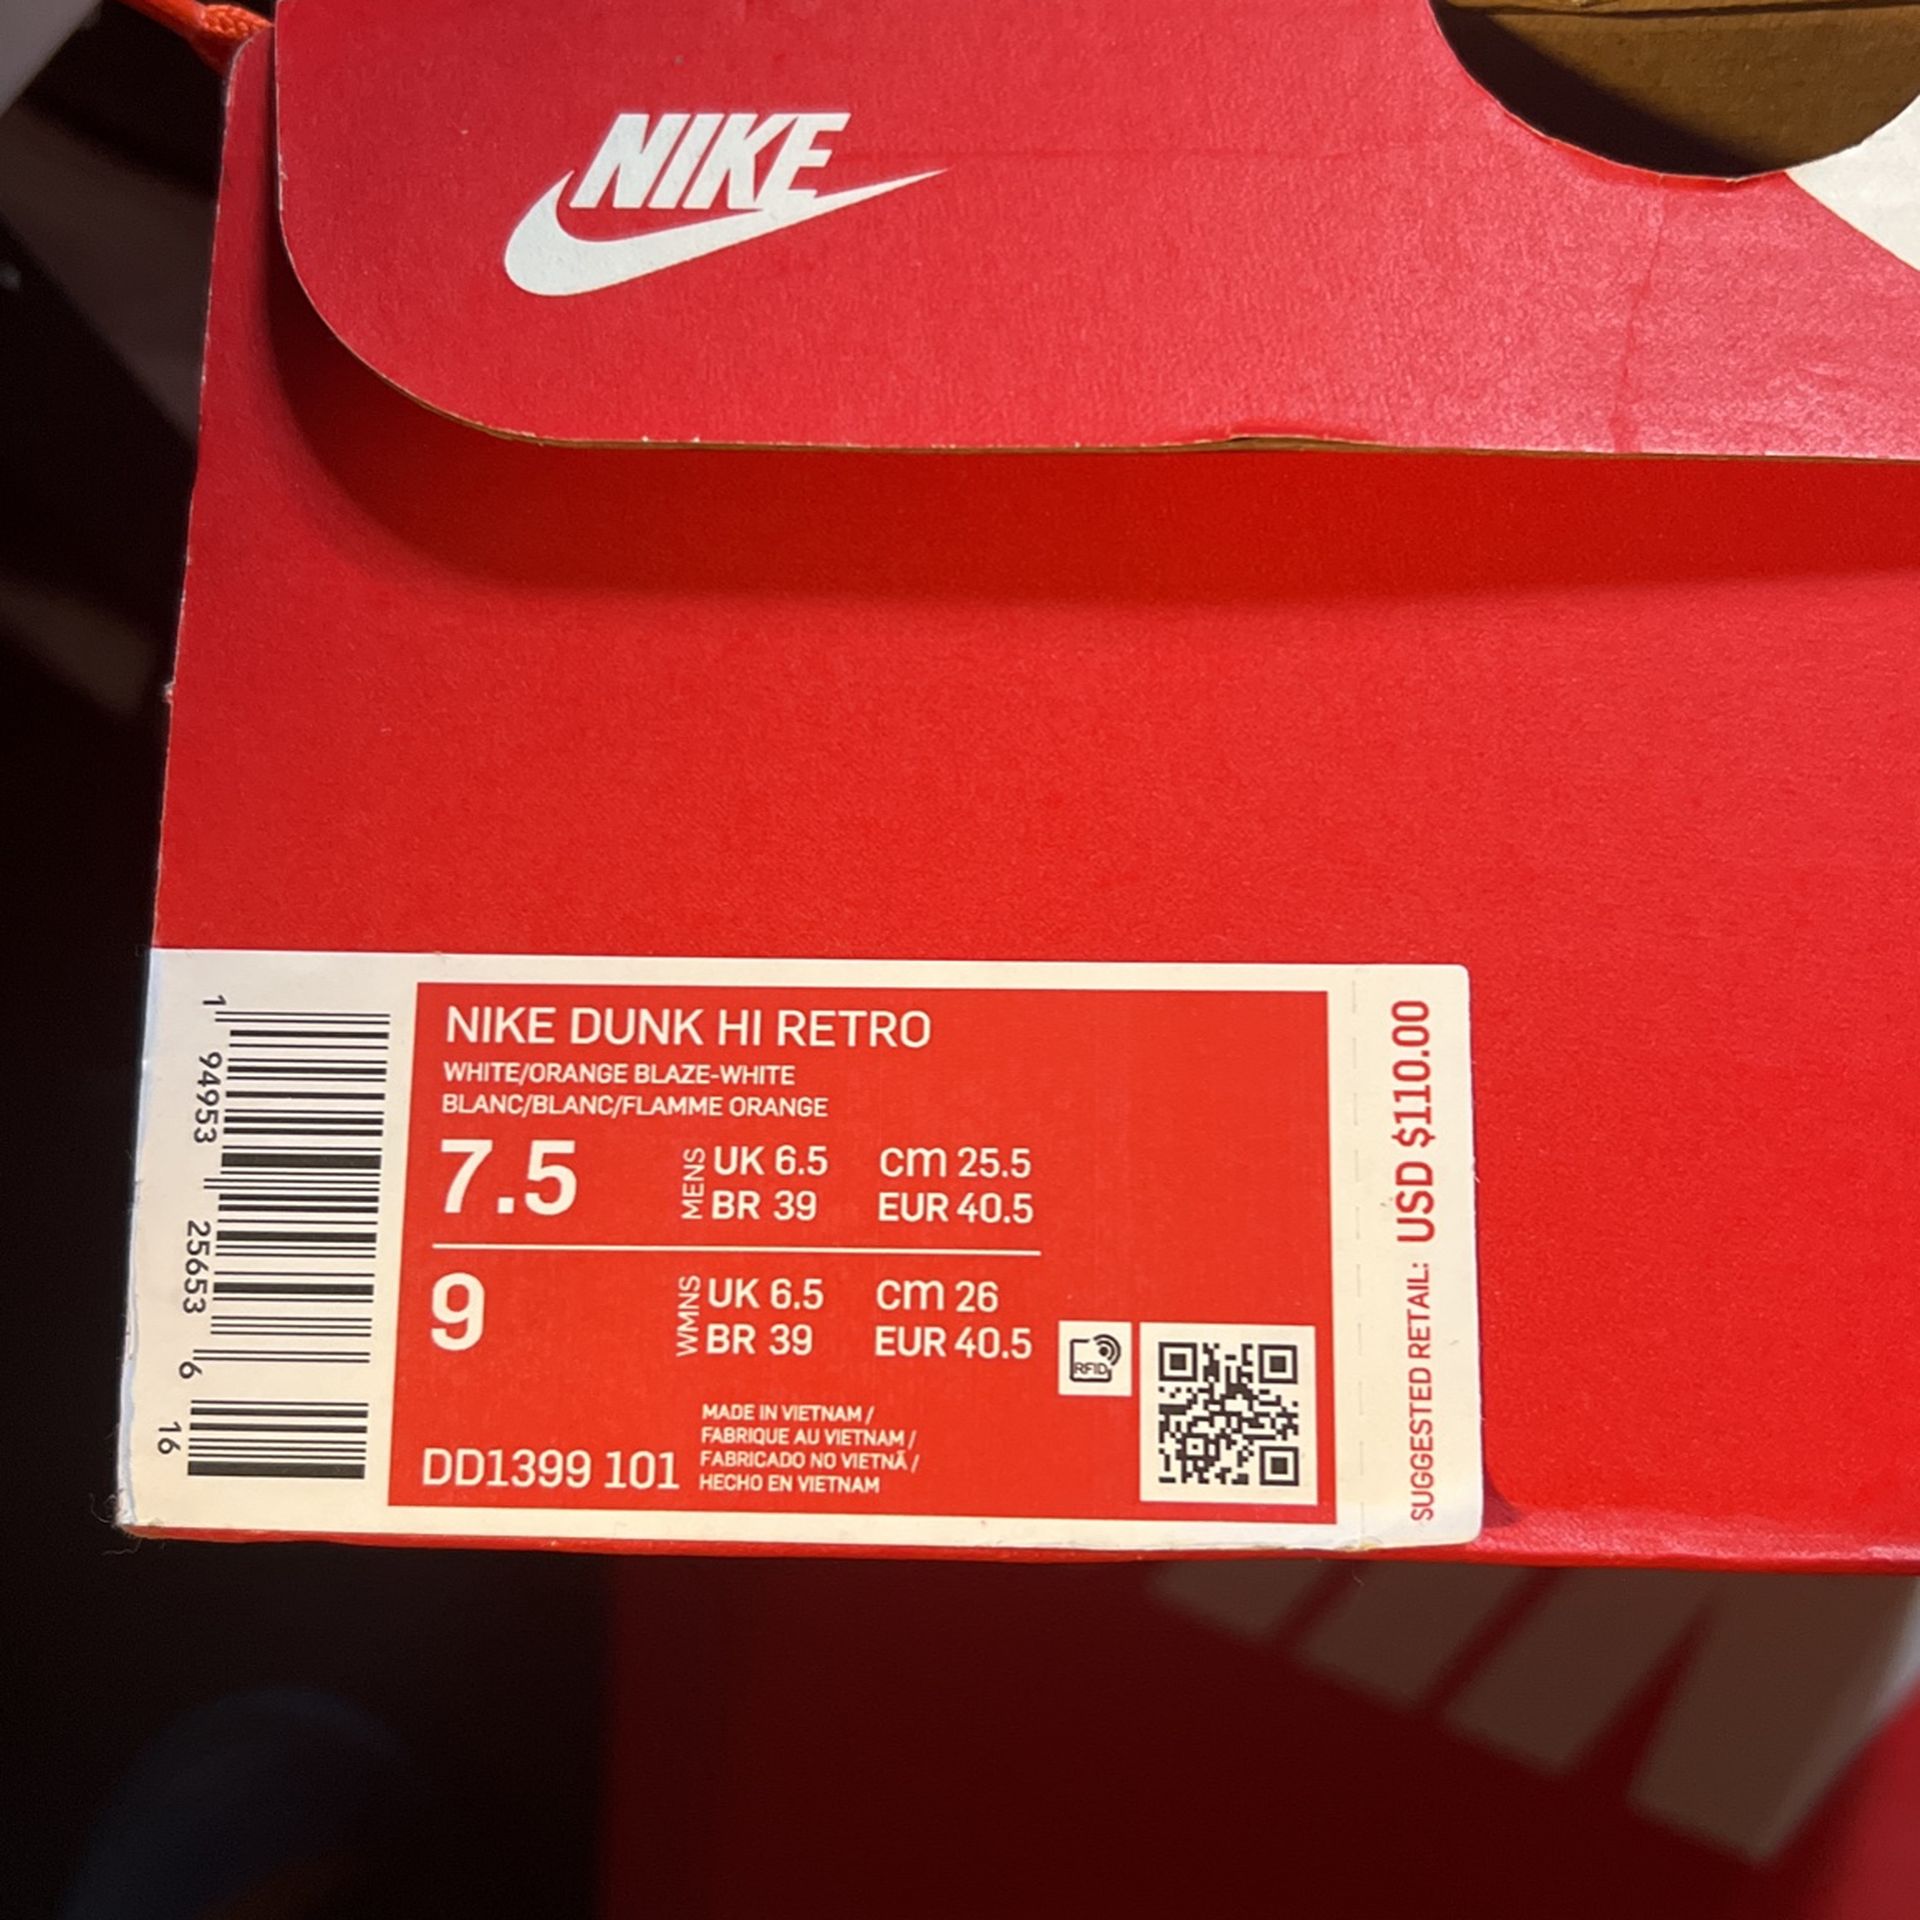 NIKE
NIKE DUNK HI RETRO
WHITE/ORANGE BLAZE-WHITE
BLANC/BLANC/FLAMME ORANGE
7.5
MENS
UK 6.5 cm 25.5
BR 39 EUR 40.5
9
WMNS
UK 6.5 cm 26
BR 39 EUR 40.5
RFID
DD1399 101
MADE IN VIETNAM /
FABRIQUE AU VIETNAM /
FABRICADO NO VIETNÃ /
HECHO EN VIETNAM
1 94953 25653 6 16
SUGGESTED RETAIL: USD $110.00